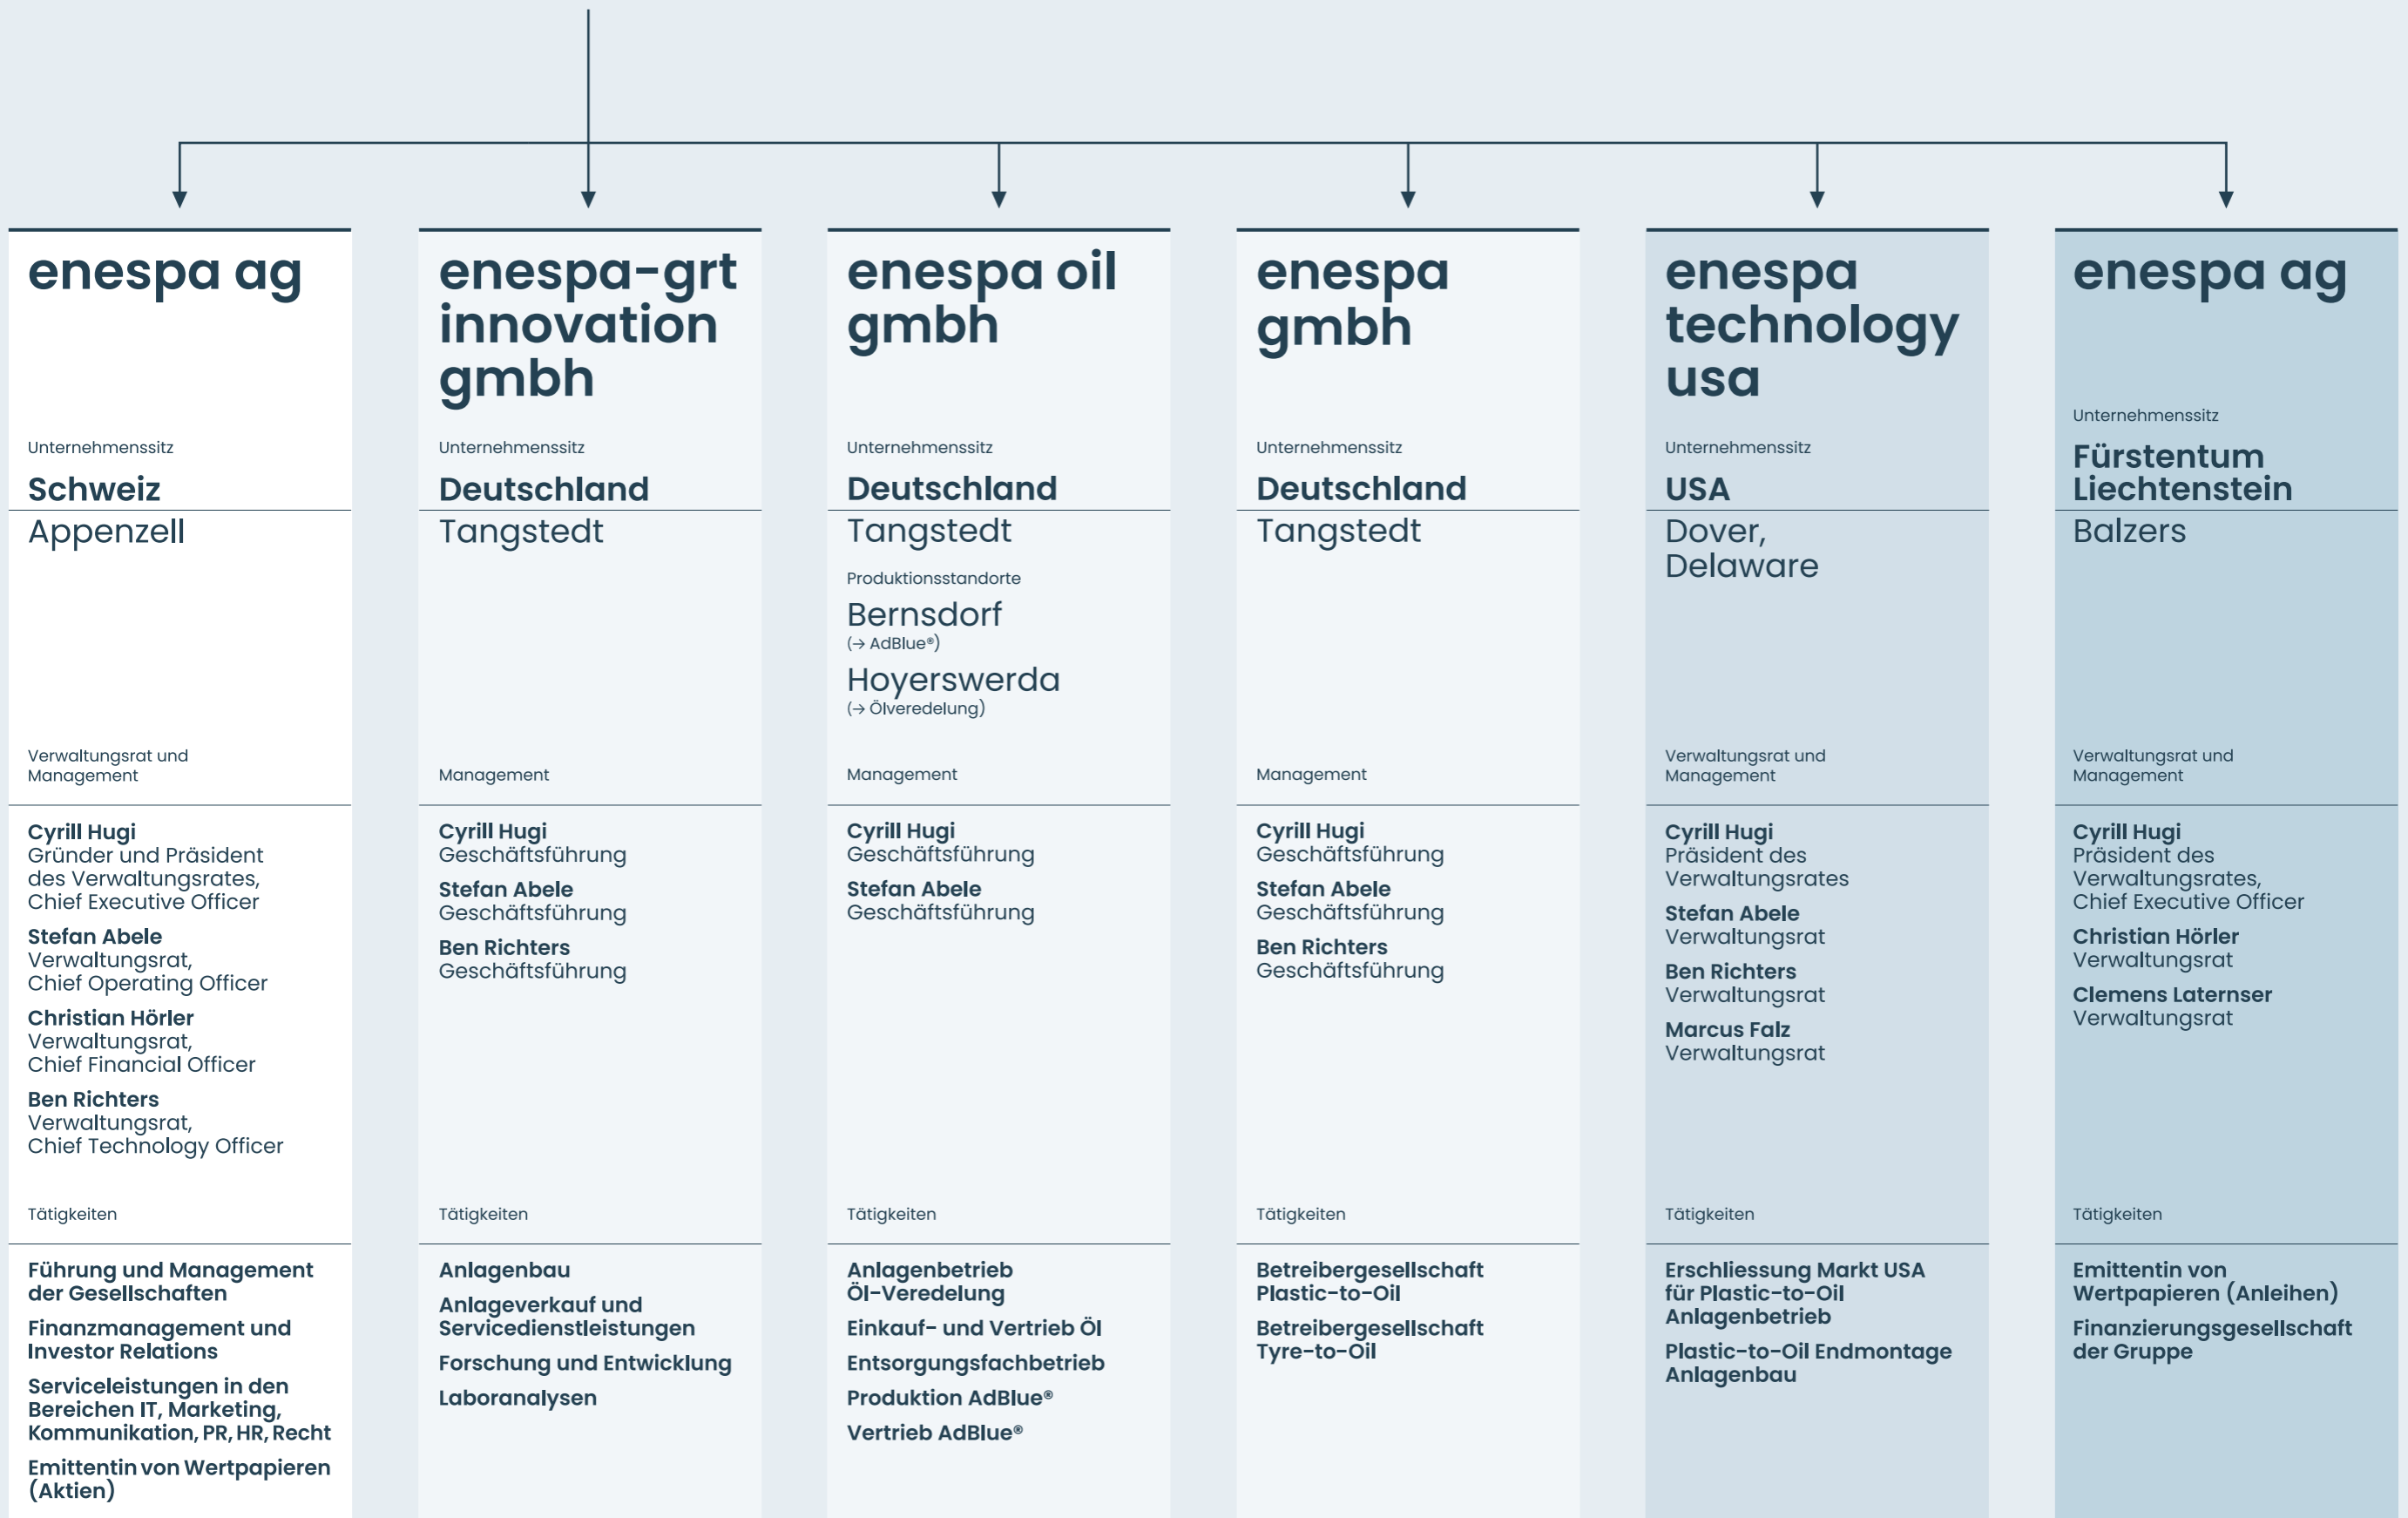 enespa ag
Unternehmenssitz
Schweiz
Appenzell
Verwaltungsrat und
Management
Cyrill Hugi
Gründer und Präsident
des Verwaltungsrates,
Chief Executive Officer
Stefan Abele
Verwaltungsrat,
Chief Operating Officer
Christian Hörler
Verwaltungsrat,
Chief Financial Officer
Ben Richters
Verwaltungsrat,
Chief Technology Officer
Tätigkeiten
Führung und Management
der Gesellschaften
Finanzmanagement und
Investor Relations
Serviceleistungen in den
Bereichen IT, Marketing,
Kommunikation, PR, HR, Recht
Emittentin von Wertpapieren
(Aktien)
enespa-grt
innovation
gmbh
Unternehmenssitz
Deutschland
Tangstedt
Management
Cyrill Hugi
Geschäftsführung
Stefan Abele
Geschäftsführung
Ben Richters
Geschäftsführung
Tätigkeiten
Anlagenbau
Anlageverkauf und
Servicedienstleistungen
Forschung und Entwicklung
Laboranalysen
enespa oil
gmbh
Unternehmenssitz
Deutschland
Tangstedt
Produktionsstandorte
Bernsdorf
(→ AdBlue®)
Hoyerswerda
(→ Ölveredelung)
Management
Cyrill Hugi
Geschäftsführung
Stefan Abele
Geschäftsführung
Tätigkeiten
Anlagenbetrieb
Öl-Veredelung
Einkauf- und Vertrieb Öl
Entsorgungsfachbetrieb
Produktion AdBlue®
Vertrieb AdBlue®
enespa
gmbh
Unternehmenssitz
Deutschland
Tangstedt
Management
Cyrill Hugi
Geschäftsführung
Stefan Abele
Geschäftsführung
Ben Richters
Geschäftsführung
Tätigkeiten
Betreibergesellschaft
Plastic-to-Oil
Betreibergesellschaft
Tyre-to-Oil
enespa
technology
usa
Unternehmenssitz
USA
Dover,
Delaware
Verwaltungsrat und
Management
Cyrill Hugi
Präsident des
Verwaltungsrates
Stefan Abele
Verwaltungsrat
Ben Richters
Verwaltungsrat
Marcus Falz
Verwaltungsrat
Tätigkeiten
Erschliessung Markt USA
für Plastic-to-Oil
Anlagenbetrieb
Plastic-to-Oil Endmontage
Anlagenbau
enespa ag
Unternehmenssitz
Fürstentum
Liechtenstein
Balzers
Verwaltungsrat und
Management
Cyrill Hugi
Präsident des
Verwaltungsrates,
Chief Executive Officer
Christian Hörler
Verwaltungsrat
Clemens Laternser
Verwaltungsrat
Tätigkeiten
Emittentin von
Wertpapieren (Anleihen)
Finanzierungsgesellschaft
der Gruppe